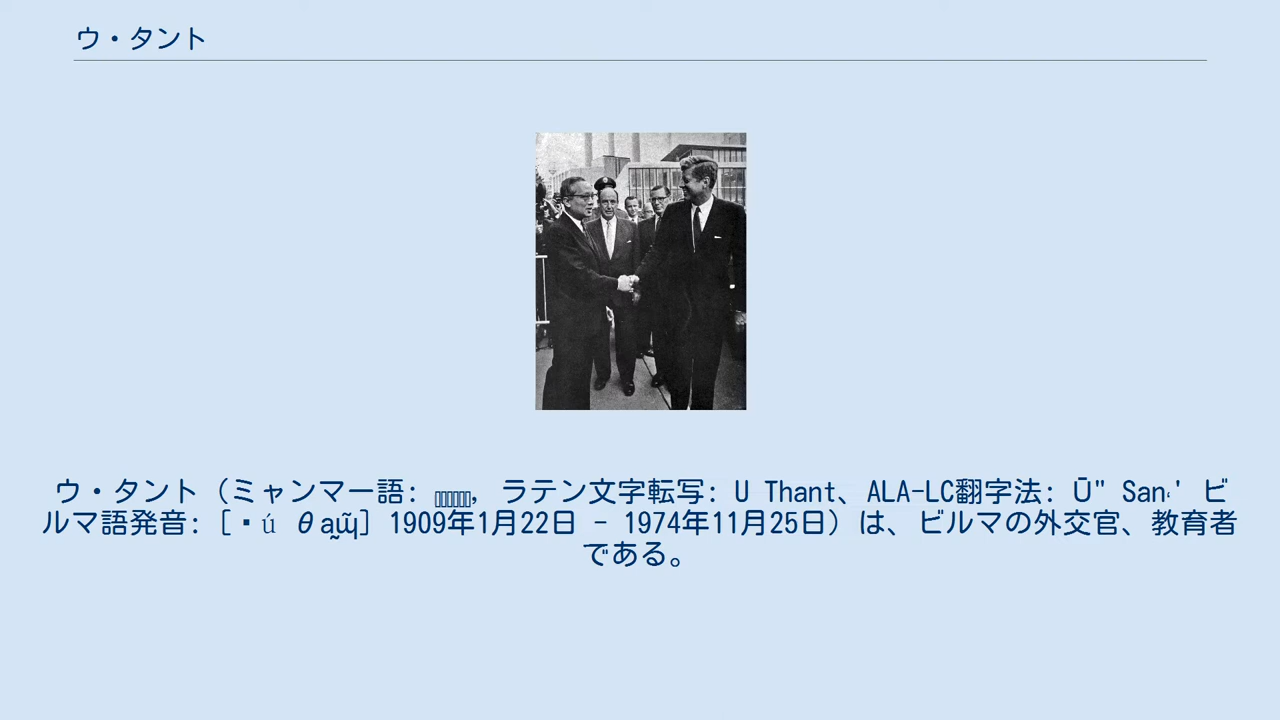 ウ・タント
ウ・タント（ミャンマー語: , ラテン文字転写: U Thant、ALA-LC翻字法: Ū" San‘' ビ
ルマ語発音: [ ú θa̰ɰ̃] 1909年1月22日 - 1974年11月25日）は、ビルマの外交官、教育者
である。